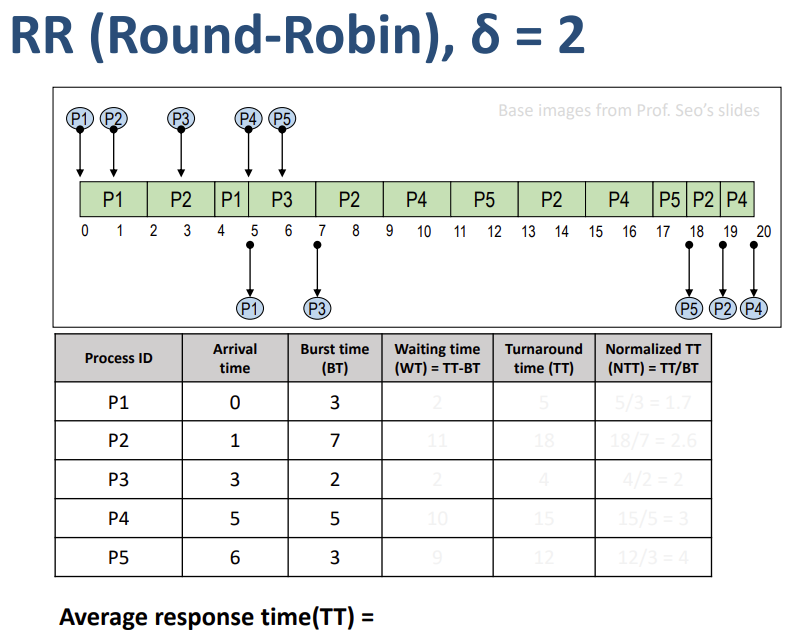 RR (Round-Robin), δ = 2
Base images from Prof. Seo's slides
P1 P2 P3 P4 P5
P1 P2 P1 P3 P2 P4 P5 P2 P4 P5 P2 P4
0 1 2 3 4 5 6 7 8 9 10 11 12 13 14 15 16 17 18 19 20
P1 P3 P5 P2 P4
Process ID Arrival time Burst time (BT) Waiting time (WT) = TT-BT Turnaround time (TT) Normalized TT (NTT) = TT/BT
P1 0 3 2 5 5/3 = 1.7
P2 1 7 11 18 18/7 = 2.6
P3 3 2 2 4 4/2 = 2
P4 5 5 10 15 15/5 = 3
P5 6 3 9 12 12/3 = 4
Average response time(TT) =